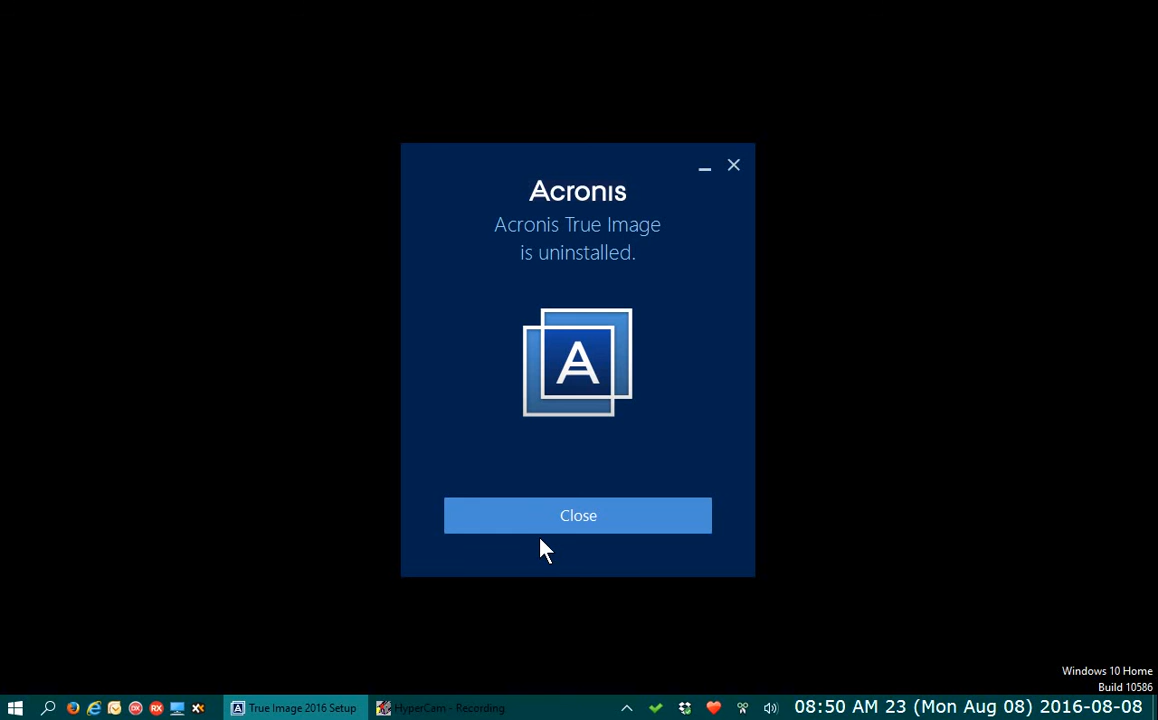 Acronis
Acronis True Image
is uninstalled.
A
Close
Windows 10 Home
Build 10586
True Image 2016 Setup
HyperCam - Recording
08:50 AM 23 (Mon Aug 08) 2016-08-08